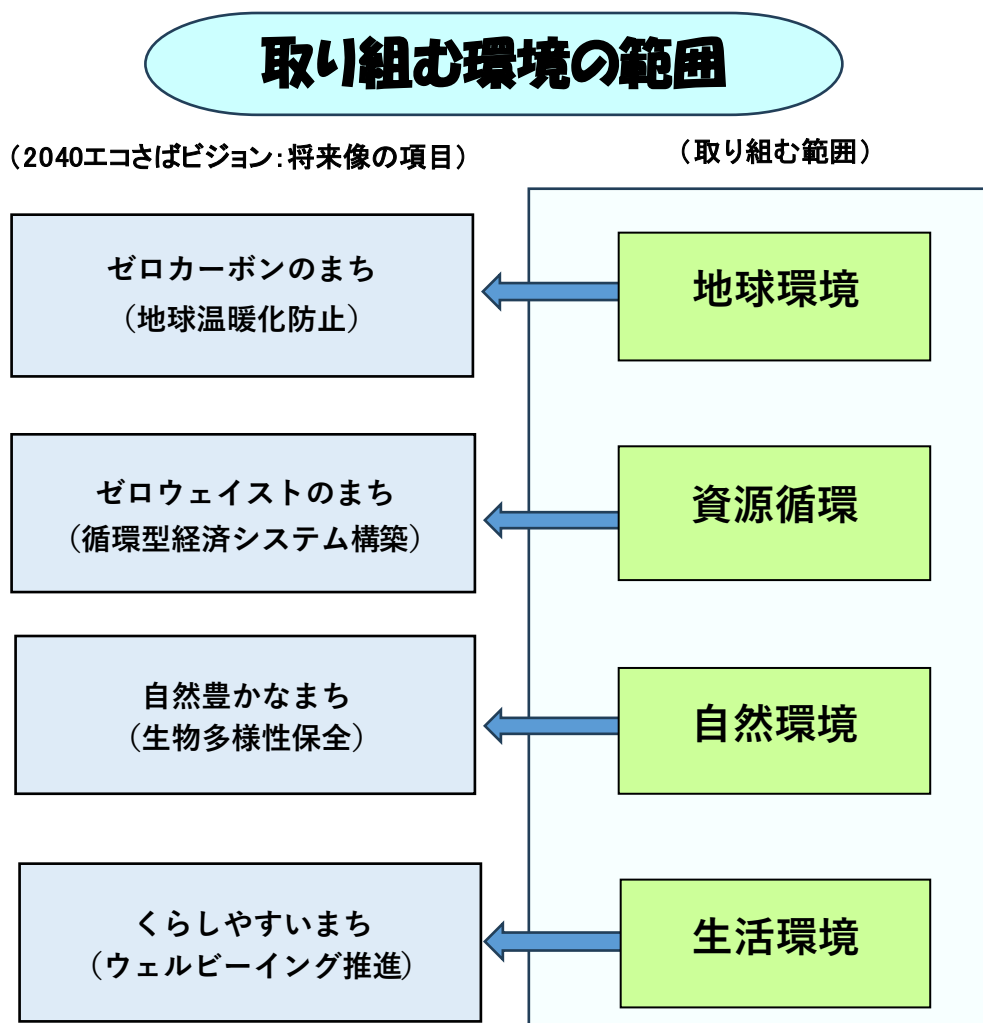 取り組む環境の範囲
（2040エコさばビジョン：将来像の項目）
（取り組む範囲）
ゼロカーボンのまち
（地球温暖化防止）
地球環境
ゼロウェイストのまち
（循環型経済システム構築）
資源循環
自然豊かなまち
（生物多様性保全）
自然環境
くらしやすいまち
（ウェルビーイング推進）
生活環境